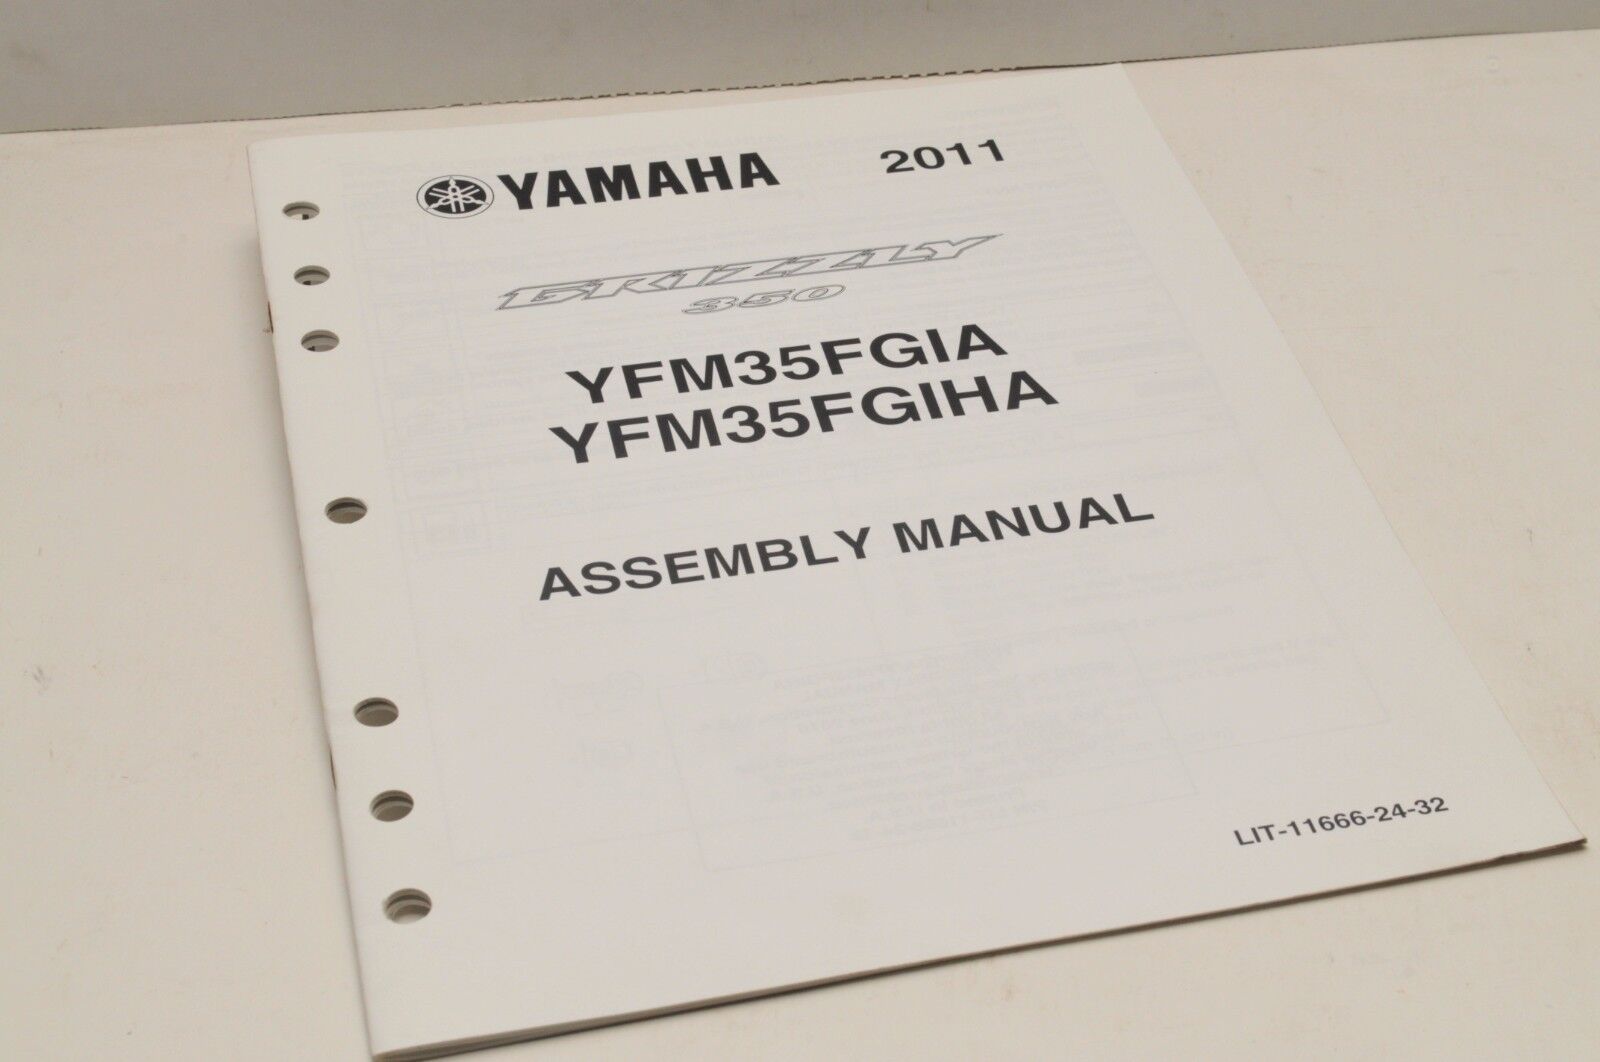 YAMAHA 2011
GRIZZLY
350
YFM35FGIA
YFM35FGIHA
ASSEMBLY MANUAL
LIT-11666-24-32